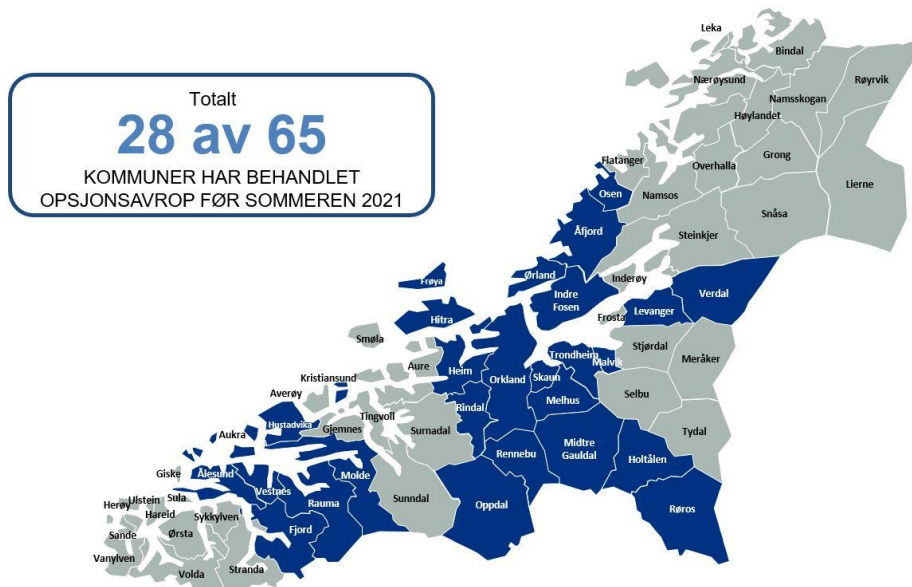 Totalt
28 av 65
KOMMUNER HAR BEHANDLET
OPSJONSAVROP FØR SOMMEREN 2021
Leka
Bindal
Nærøysund
Røyrvik
Namsskogan
Høylandet
Grong
Flatanger
Overhalla
Lierne
Osen
Namsos
Snåsa
Åfjord
Steinkjer
Ørland
Inderøy
Frøya
Indre
Fosen
Verdal
Levanger
Frosta
Hitra
Smøla
Stjørdal
Trondheim
Meråker
Malvik
Aure
Heim
Skaun
Orkland
Kristiansund
Melhus
Selbu
Averøy
Rindal
Tingvoll
Hustadvika
Gjemnes
Surnadal
Tydal
Aukra
Midtre
Gauldal
Rennebu
Holtålen
Giske
Ålesund
Molde
Vestnes
Sula
Rauma
Sunndal
Oppdal
Røros
Ulstein
Herøy
Hareid
Sykkylven
Fjord
Sande
Ørsta
Vanylven
Stranda
Volda